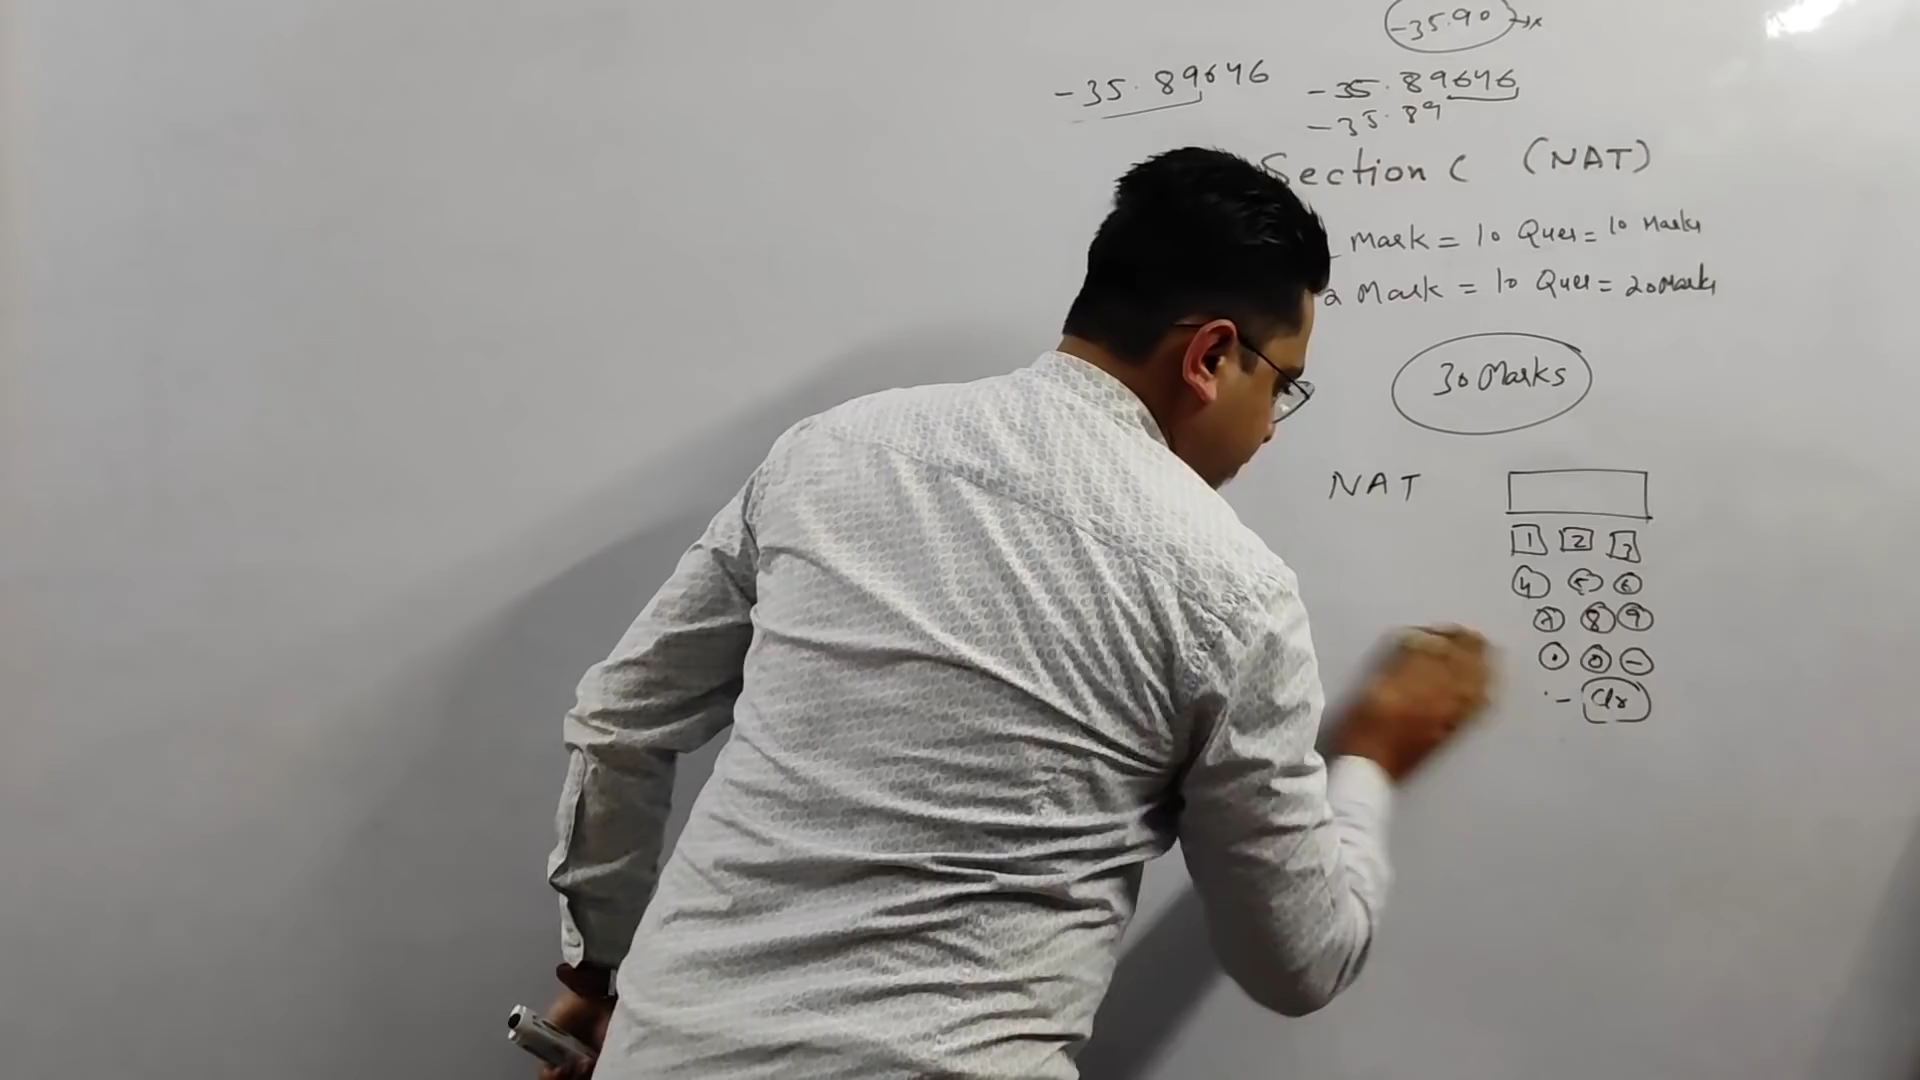 -35.90 → x
-35.89646
-35.89646
-35.89
Section C (NAT)
Mark = 10 Ques = 10 Marks
2 Mark = 10 Ques = 20 Marks
30 Marks
NAT
1 2 3
4 5 6
7 8 9
. 0 -
. - Clr